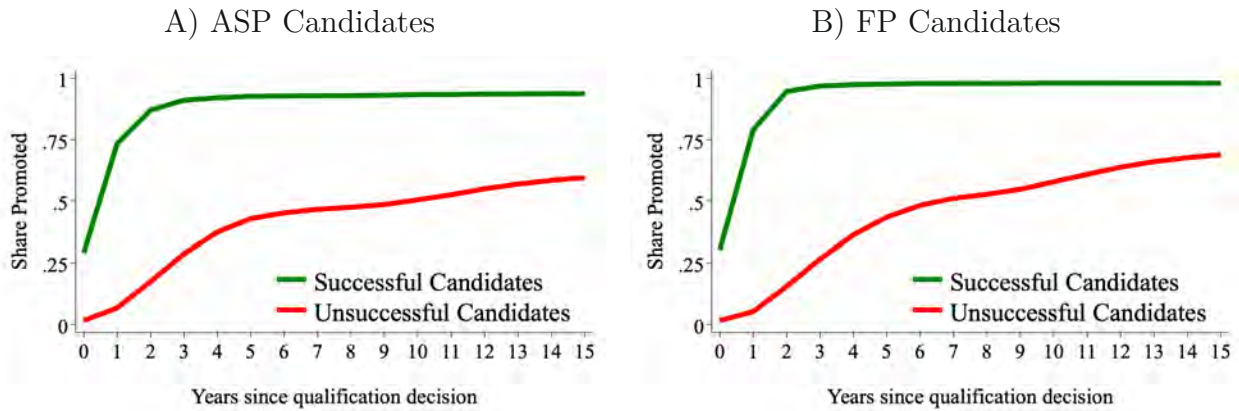 A) ASP Candidates
1
.75
.5
.25
0
Share Promoted
Successful Candidates
Unsuccessful Candidates
0 1 2 3 4 5 6 7 8 9 10 11 12 13 14 15
Years since qualification decision
B) FP Candidates
1
.75
.5
.25
0
Share Promoted
Successful Candidates
Unsuccessful Candidates
0 1 2 3 4 5 6 7 8 9 10 11 12 13 14 15
Years since qualification decision